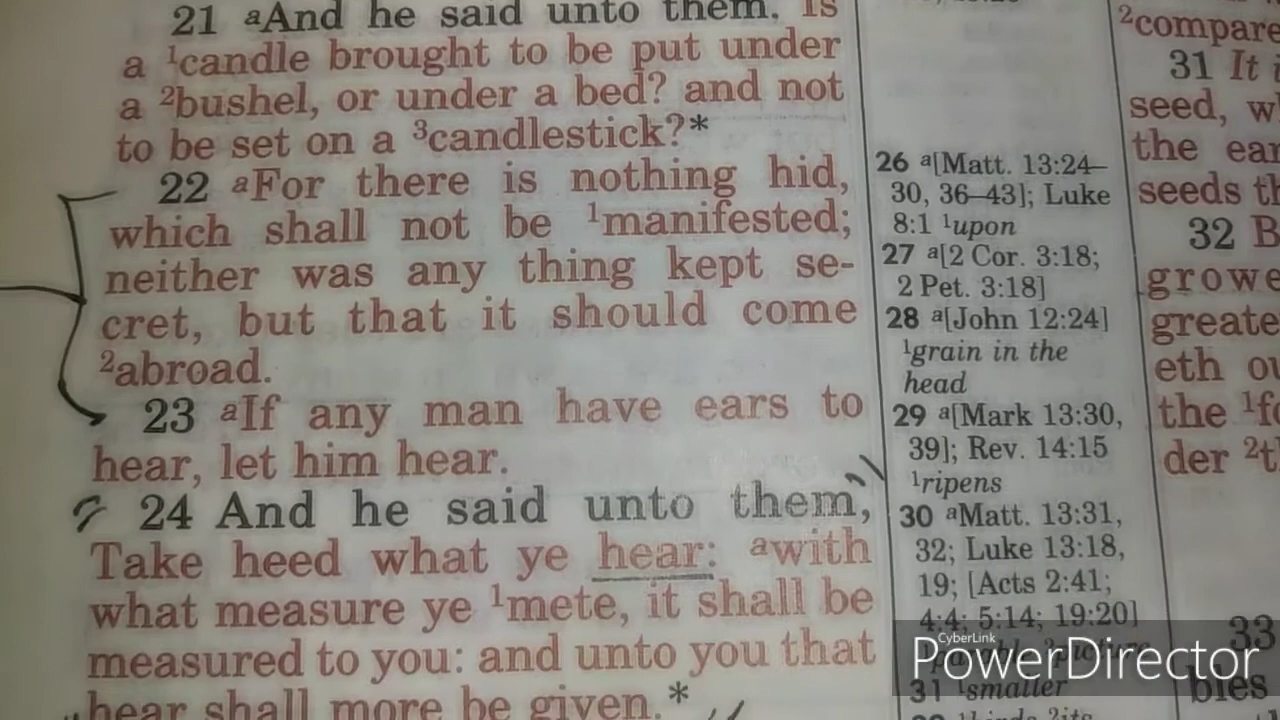 21 aAnd he said unto them, Is
a 1candle brought to be put under
a 2bushel, or under a bed? and not
to be set on a 3candlestick?*
22 aFor there is nothing hid,
which shall not be 1manifested;
neither was any thing kept se-
cret, but that it should come
2abroad.
23 aIf any man have ears to
hear, let him hear.
24 And he said unto them,
Take heed what ye hear: awith
what measure ye 1mete, it shall be
measured to you: and unto you that
hear shall more be given.*
26 a[Matt. 13:24–
30, 36–43]; Luke
8:1 1upon
27 a[2 Cor. 3:18;
2 Pet. 3:18]
28 a[John 12:24]
1grain in the
head
29 a[Mark 13:30,
39]; Rev. 14:15
1ripens
30 aMatt. 13:31,
32; Luke 13:18,
19; [Acts 2:41;
4:4; 5:14; 19:20]
31 1smaller
2compare
31 It
seed, w
the ear
seeds th
32 B
growe
greate
eth ou
the 1fo
der 2t
33
bles
CyberLink
PowerDirector